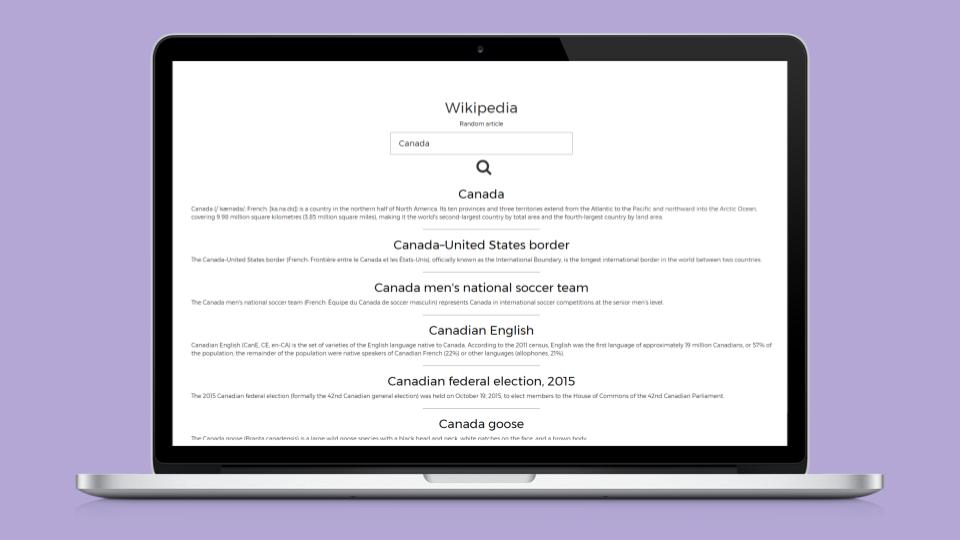 Wikipedia
Random article
Canada
Canada
Canada (/ˈkænədə/; French: [ka.na.dɑ]) is a country in the northern half of North America. Its ten provinces and three territories extend from the Atlantic to the Pacific and northward into the Arctic Ocean,
covering 9.98 million square kilometres (3.85 million square miles), making it the world's second-largest country by total area and the fourth-largest country by land area.
Canada–United States border
The Canada–United States border (French: Frontière entre le Canada et les États-Unis), officially known as the International Boundary, is the longest international border in the world between two countries.
Canada men's national soccer team
The Canada men's national soccer team (French: Équipe du Canada de soccer masculin) represents Canada in international soccer competitions at the senior men's level.
Canadian English
Canadian English (CanE, CE, en-CA) is the set of varieties of the English language native to Canada. According to the 2011 census, English was the first language of approximately 19 million Canadians, or 57% of
the population; the remainder of the population were native speakers of Canadian French (22%) or other languages (allophones, 21%).
Canadian federal election, 2015
The 2015 Canadian federal election (formally the 42nd Canadian general election) was held on October 19, 2015, to elect members to the House of Commons of the 42nd Canadian Parliament.
Canada goose
The Canada goose (Branta canadensis) is a large wild goose species with a black head and neck, white patches on the face, and a brown body.